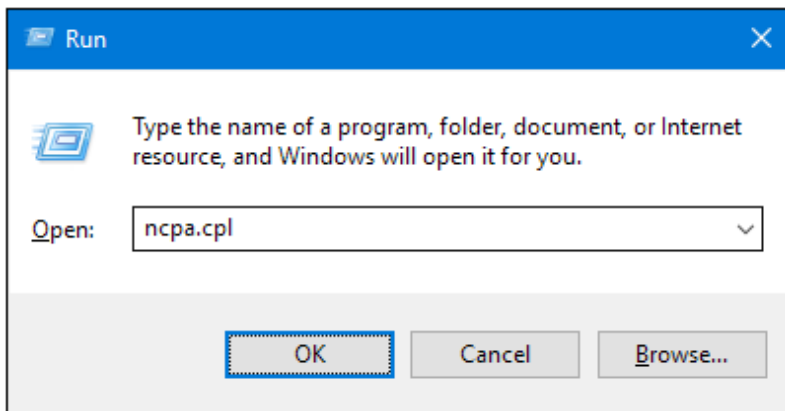 Run
Type the name of a program, folder, document, or Internet
resource, and Windows will open it for you.
Open: ncpa.cpl
OK Cancel Browse...